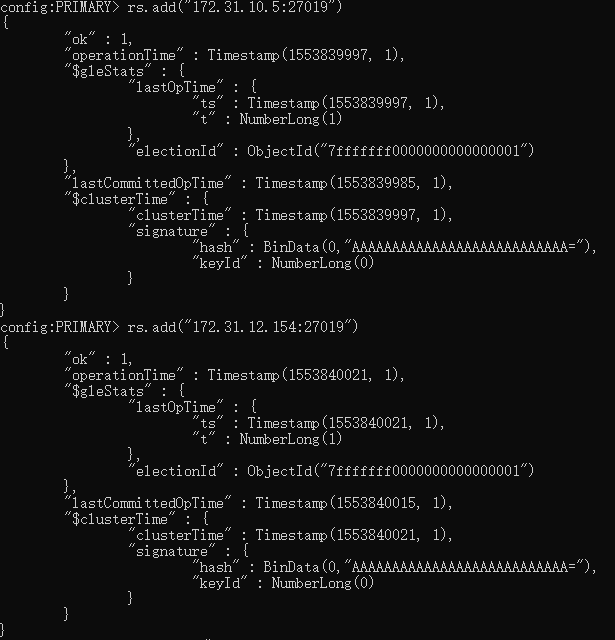 config:PRIMARY> rs.add("172.31.10.5:27019")
{
        "ok" : 1,
        "operationTime" : Timestamp(1553839997, 1),
        "$gleStats" : {
                "lastOpTime" : {
                        "ts" : Timestamp(1553839997, 1),
                        "t" : NumberLong(1)
                },
                "electionId" : ObjectId("7fffffff0000000000000001")
        },
        "lastCommittedOpTime" : Timestamp(1553839985, 1),
        "$clusterTime" : {
                "clusterTime" : Timestamp(1553839997, 1),
                "signature" : {
                        "hash" : BinData(0,"AAAAAAAAAAAAAAAAAAAAAAAAAAA="),
                        "keyId" : NumberLong(0)
                }
        }
}
config:PRIMARY> rs.add("172.31.12.154:27019")
{
        "ok" : 1,
        "operationTime" : Timestamp(1553840021, 1),
        "$gleStats" : {
                "lastOpTime" : {
                        "ts" : Timestamp(1553840021, 1),
                        "t" : NumberLong(1)
                },
                "electionId" : ObjectId("7fffffff0000000000000001")
        },
        "lastCommittedOpTime" : Timestamp(1553840015, 1),
        "$clusterTime" : {
                "clusterTime" : Timestamp(1553840021, 1),
                "signature" : {
                        "hash" : BinData(0,"AAAAAAAAAAAAAAAAAAAAAAAAAAA="),
                        "keyId" : NumberLong(0)
                }
        }
}